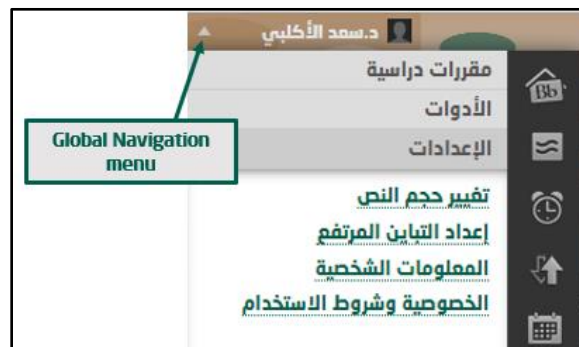 د.سعد الأكلبي
مقررات دراسية
Bb
الأدوات
Global Navigation
menu
الإعدادات
تغيير حجم النص
إعداد التباين المرتفع
المعلومات الشخصية
الخصوصية وشروط الاستخدام